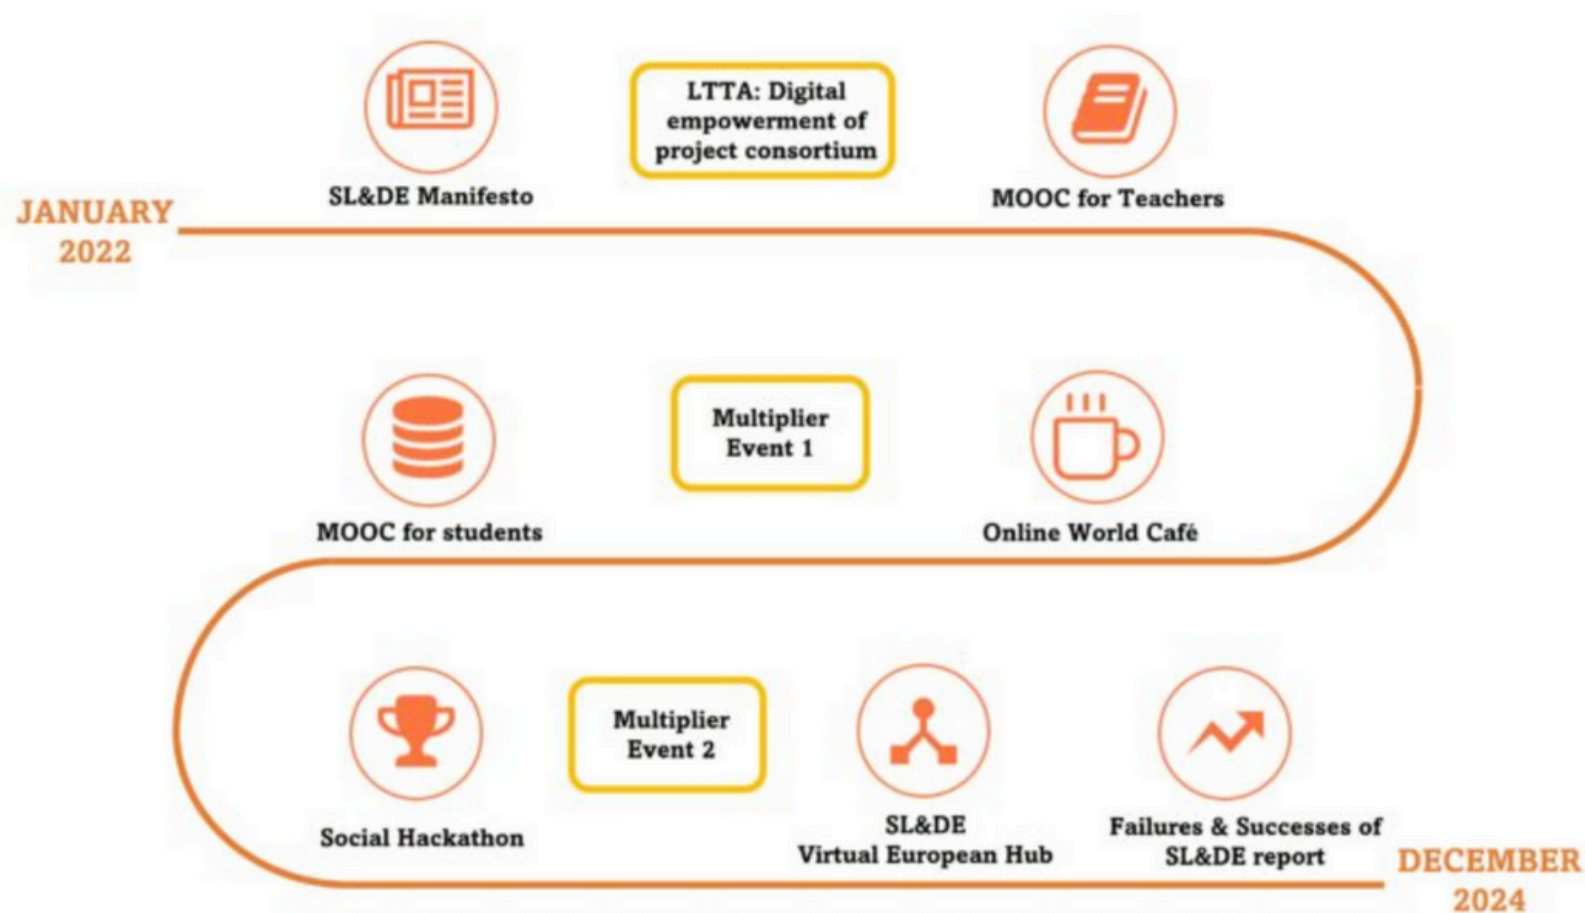 LTTA: Digital
empowerment of
project consortium
SL&DE Manifesto
MOOC for Teachers
JANUARY
2022
Multiplier
Event 1
MOOC for students
Online World Café
Multiplier
Event 2
Social Hackathon
SL&DE
Virtual European Hub
Failures & Successes of
SL&DE report
DECEMBER
2024